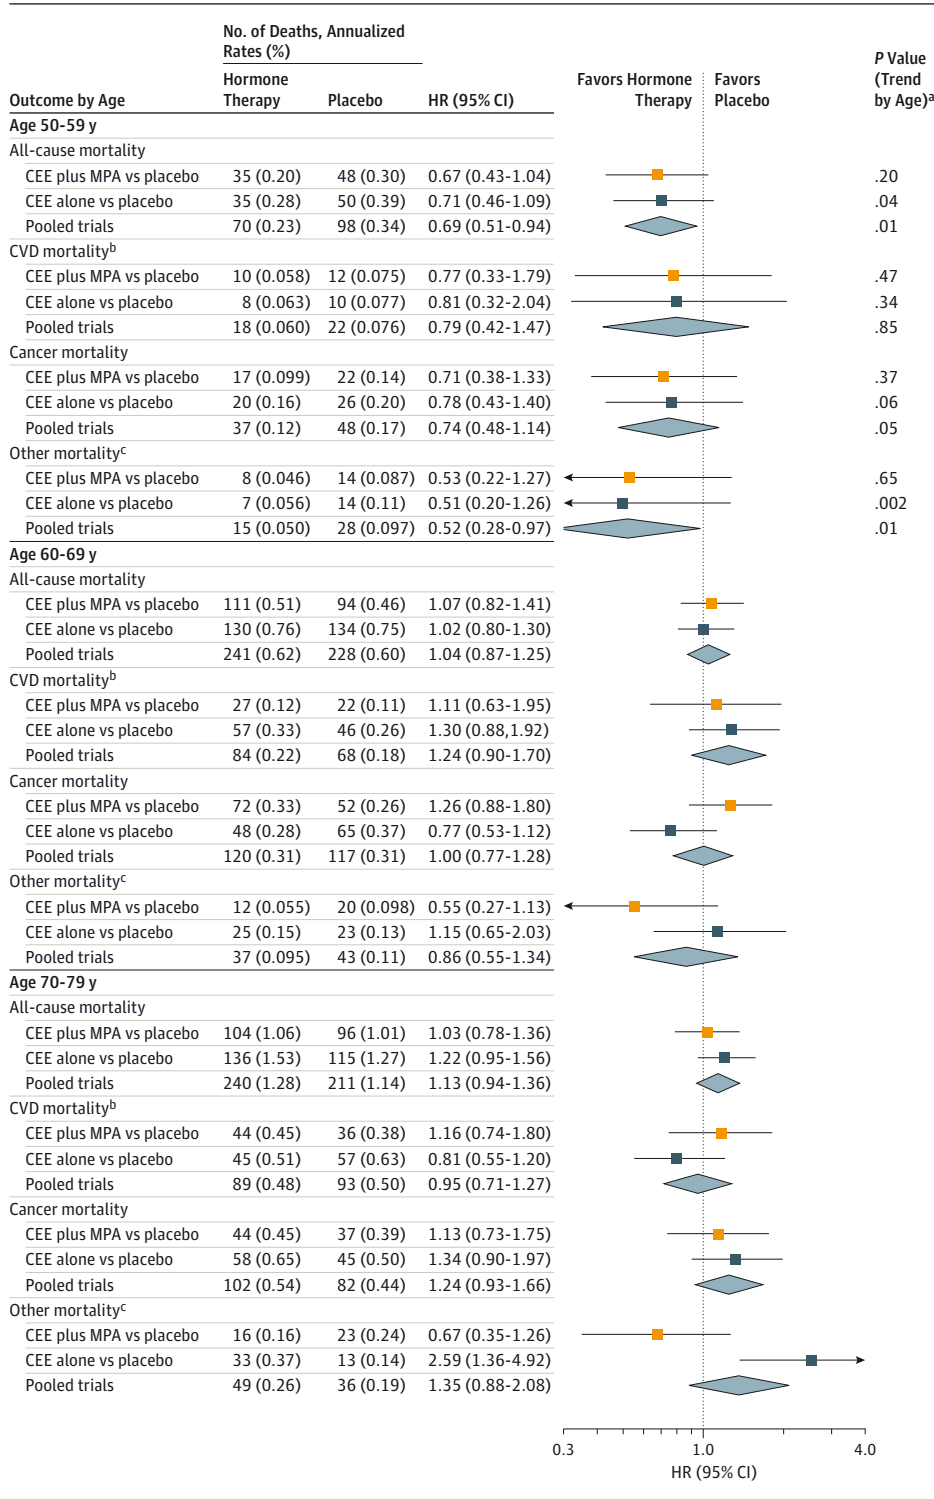 No. of Deaths, Annualized
Rates (%)
Outcome by Age
Hormone
Therapy
Placebo
HR (95% CI)
Favors Hormone
Therapy
Favors
Placebo
P Value
(Trend
by Age)a
Age 50-59 y
All-cause mortality
CEE plus MPA vs placebo 35 (0.20) 48 (0.30) 0.67 (0.43-1.04) .20
CEE alone vs placebo 35 (0.28) 50 (0.39) 0.71 (0.46-1.09) .04
Pooled trials 70 (0.23) 98 (0.34) 0.69 (0.51-0.94) .01
CVD mortalityb
CEE plus MPA vs placebo 10 (0.058) 12 (0.075) 0.77 (0.33-1.79) .47
CEE alone vs placebo 8 (0.063) 10 (0.077) 0.81 (0.32-2.04) .34
Pooled trials 18 (0.060) 22 (0.076) 0.79 (0.42-1.47) .85
Cancer mortality
CEE plus MPA vs placebo 17 (0.099) 22 (0.14) 0.71 (0.38-1.33) .37
CEE alone vs placebo 20 (0.16) 26 (0.20) 0.78 (0.43-1.40) .06
Pooled trials 37 (0.12) 48 (0.17) 0.74 (0.48-1.14) .05
Other mortalityc
CEE plus MPA vs placebo 8 (0.046) 14 (0.087) 0.53 (0.22-1.27) .65
CEE alone vs placebo 7 (0.056) 14 (0.11) 0.51 (0.20-1.26) .002
Pooled trials 15 (0.050) 28 (0.097) 0.52 (0.28-0.97) .01
Age 60-69 y
All-cause mortality
CEE plus MPA vs placebo 111 (0.51) 94 (0.46) 1.07 (0.82-1.41)
CEE alone vs placebo 130 (0.76) 134 (0.75) 1.02 (0.80-1.30)
Pooled trials 241 (0.62) 228 (0.60) 1.04 (0.87-1.25)
CVD mortalityb
CEE plus MPA vs placebo 27 (0.12) 22 (0.11) 1.11 (0.63-1.95)
CEE alone vs placebo 57 (0.33) 46 (0.26) 1.30 (0.88,1.92)
Pooled trials 84 (0.22) 68 (0.18) 1.24 (0.90-1.70)
Cancer mortality
CEE plus MPA vs placebo 72 (0.33) 52 (0.26) 1.26 (0.88-1.80)
CEE alone vs placebo 48 (0.28) 65 (0.37) 0.77 (0.53-1.12)
Pooled trials 120 (0.31) 117 (0.31) 1.00 (0.77-1.28)
Other mortalityc
CEE plus MPA vs placebo 12 (0.055) 20 (0.098) 0.55 (0.27-1.13)
CEE alone vs placebo 25 (0.15) 23 (0.13) 1.15 (0.65-2.03)
Pooled trials 37 (0.095) 43 (0.11) 0.86 (0.55-1.34)
Age 70-79 y
All-cause mortality
CEE plus MPA vs placebo 104 (1.06) 96 (1.01) 1.03 (0.78-1.36)
CEE alone vs placebo 136 (1.53) 115 (1.27) 1.22 (0.95-1.56)
Pooled trials 240 (1.28) 211 (1.14) 1.13 (0.94-1.36)
CVD mortalityb
CEE plus MPA vs placebo 44 (0.45) 36 (0.38) 1.16 (0.74-1.80)
CEE alone vs placebo 45 (0.51) 57 (0.63) 0.81 (0.55-1.20)
Pooled trials 89 (0.48) 93 (0.50) 0.95 (0.71-1.27)
Cancer mortality
CEE plus MPA vs placebo 44 (0.45) 37 (0.39) 1.13 (0.73-1.75)
CEE alone vs placebo 58 (0.65) 45 (0.50) 1.34 (0.90-1.97)
Pooled trials 102 (0.54) 82 (0.44) 1.24 (0.93-1.66)
Other mortalityc
CEE plus MPA vs placebo 16 (0.16) 23 (0.24) 0.67 (0.35-1.26)
CEE alone vs placebo 33 (0.37) 13 (0.14) 2.59 (1.36-4.92)
Pooled trials 49 (0.26) 36 (0.19) 1.35 (0.88-2.08)
0.3 1.0 4.0
HR (95% CI)